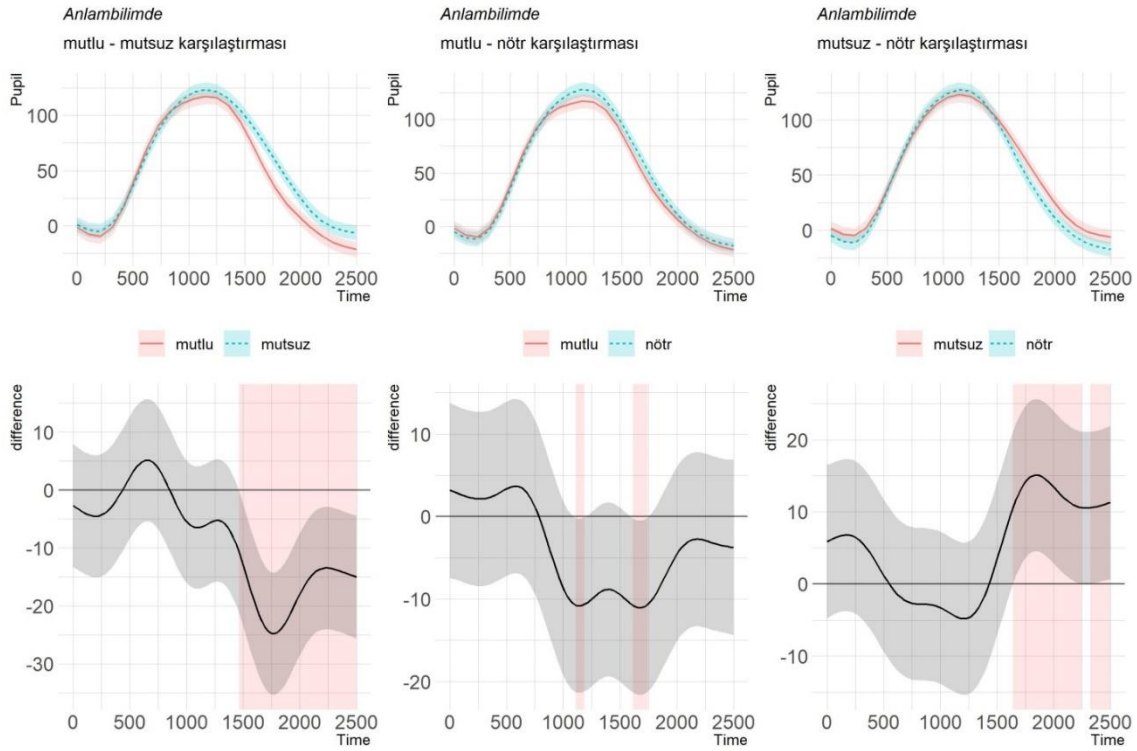 Anlambilimde
mutlu - mutsuz karşılaştırması
Pupil
100
50
0
0 500 1000 1500 2000 2500
Time
mutlu mutsuz
Anlambilimde
mutlu - nötr karşılaştırması
Pupil
100
50
0
0 500 1000 1500 2000 2500
Time
mutlu nötr
Anlambilimde
mutsuz - nötr karşılaştırması
Pupil
100
50
0
0 500 1000 1500 2000 2500
Time
mutsuz nötr
difference
10
0
-10
-20
-30
0 500 1000 1500 2000 2500
Time
difference
10
0
-10
-20
0 500 1000 1500 2000 2500
Time
difference
20
10
0
-10
0 500 1000 1500 2000 2500
Time